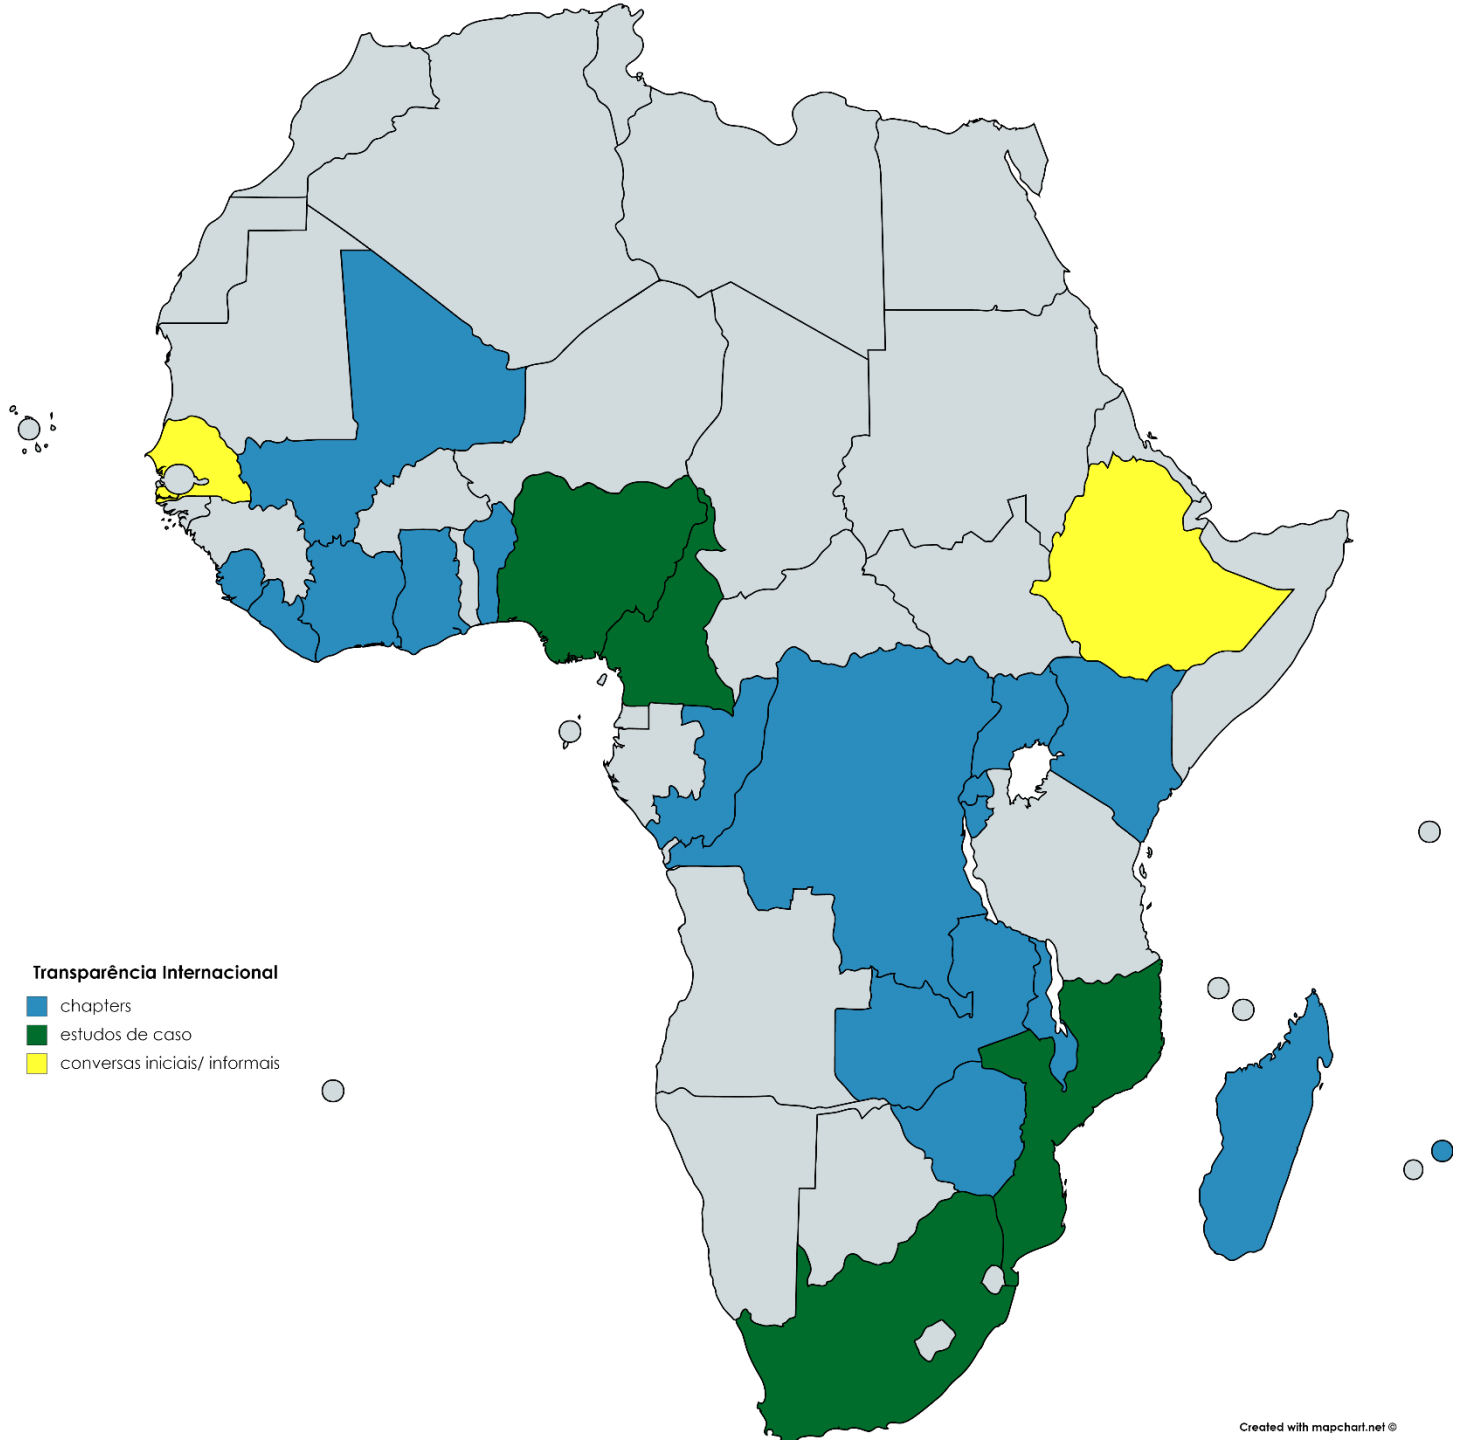 Transparência Internacional
chapters
estudos de caso
conversas iniciais/ informais
Created with mapchart.net ©